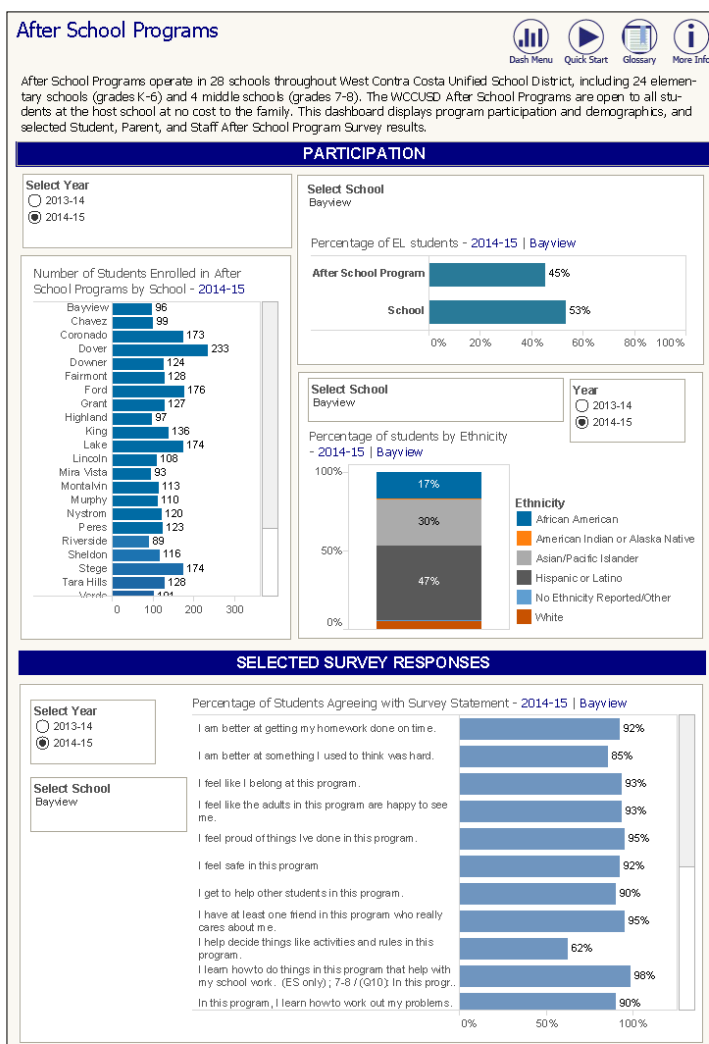 After School Programs
Dash Menu
Quick Start
Glossary
More Info
After School Programs operate in 28 schools throughout West Contra Costa Unified School District, including 24 elemen-
tary schools (grades K-6) and 4 middle schools (grades 7-8). The WCCUSD After School Programs are open to all stu-
dents at the host school at no cost to the family. This dashboard displays program participation and demographics, and
selected Student, Parent, and Staff After School Program Survey results.
PARTICIPATION
Select Year
2013-14
2014-15
Number of Students Enrolled in After
School Programs by School - 2014-15
Bayview 96
Chavez 99
Coronado 173
Dover 233
Downer 124
Fairmont 128
Ford 176
Grant 127
Highland 97
King 136
Lake 174
Lincoln 108
Mira Vista 93
Montalvin 113
Murphy 110
Nystrom 120
Peres 123
Riverside 89
Sheldon 116
Stege 174
Tara Hills 128
Verde 101
0 100 200 300
Select School
Bayview
Percentage of EL students - 2014-15 | Bayview
After School Program 45%
School 53%
0% 20% 40% 60% 80% 100%
Select School
Bayview
Year
2013-14
2014-15
Percentage of students by Ethnicity
- 2014-15 | Bayview
100%
50%
0%
17%
30%
47%
Ethnicity
African American
American Indian or Alaska Native
Asian/Pacific Islander
Hispanic or Latino
No Ethnicity Reported/Other
White
SELECTED SURVEY RESPONSES
Select Year
2013-14
2014-15
Select School
Bayview
Percentage of Students Agreeing with Survey Statement - 2014-15 | Bayview
I am better at getting my homework done on time. 92%
I am better at something I used to think was hard. 85%
I feel like I belong at this program. 93%
I feel like the adults in this program are happy to see
me. 93%
I feel proud of things Ive done in this program. 95%
I feel safe in this program 92%
I get to help other students in this program. 90%
I have at least one friend in this program who really
cares about me. 95%
I help decide things like activities and rules in this
program. 62%
I learn howto do things in this program that help with
my school work. (ES only) ; 7-8 / (Q10): In this progr.. 98%
In this program, I learn howto work out my problems. 90%
0% 50% 100%